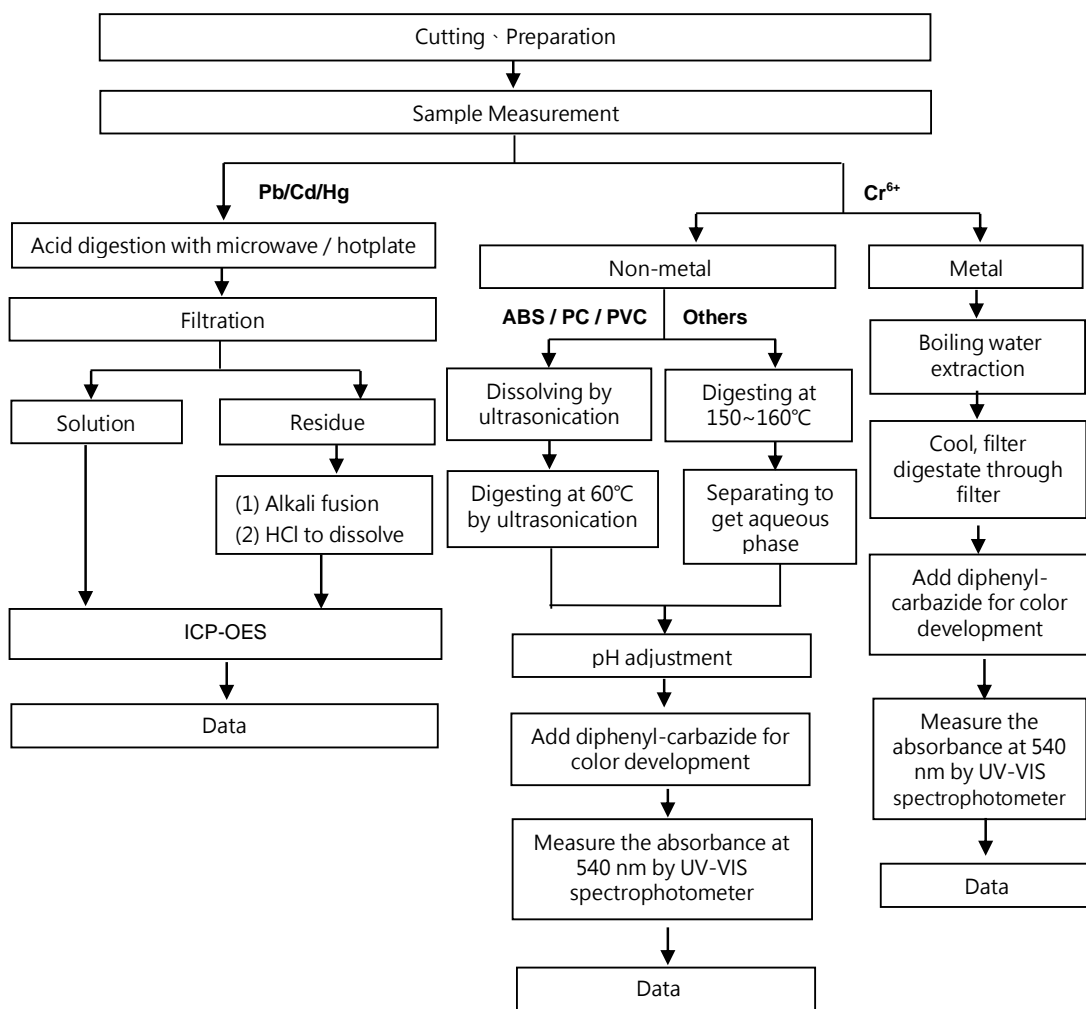 Cutting、Preparation
Sample Measurement
Pb/Cd/Hg
Cr6+
Acid digestion with microwave / hotplate
Filtration
Solution
Residue
(1) Alkali fusion
(2) HCl to dissolve
ICP-OES
Data
Non-metal
ABS / PC / PVC
Others
Dissolving by
ultrasonication
Digesting at 60℃
by ultrasonication
Digesting at
150~160℃
Separating to
get aqueous
phase
pH adjustment
Add diphenyl-carbazide for
color development
Measure the absorbance at
540 nm by UV-VIS
spectrophotometer
Data
Metal
Boiling water
extraction
Cool, filter
digestate through
filter
Add diphenyl-
carbazide for color
development
Measure the
absorbance at 540
nm by UV-VIS
spectrophotometer
Data